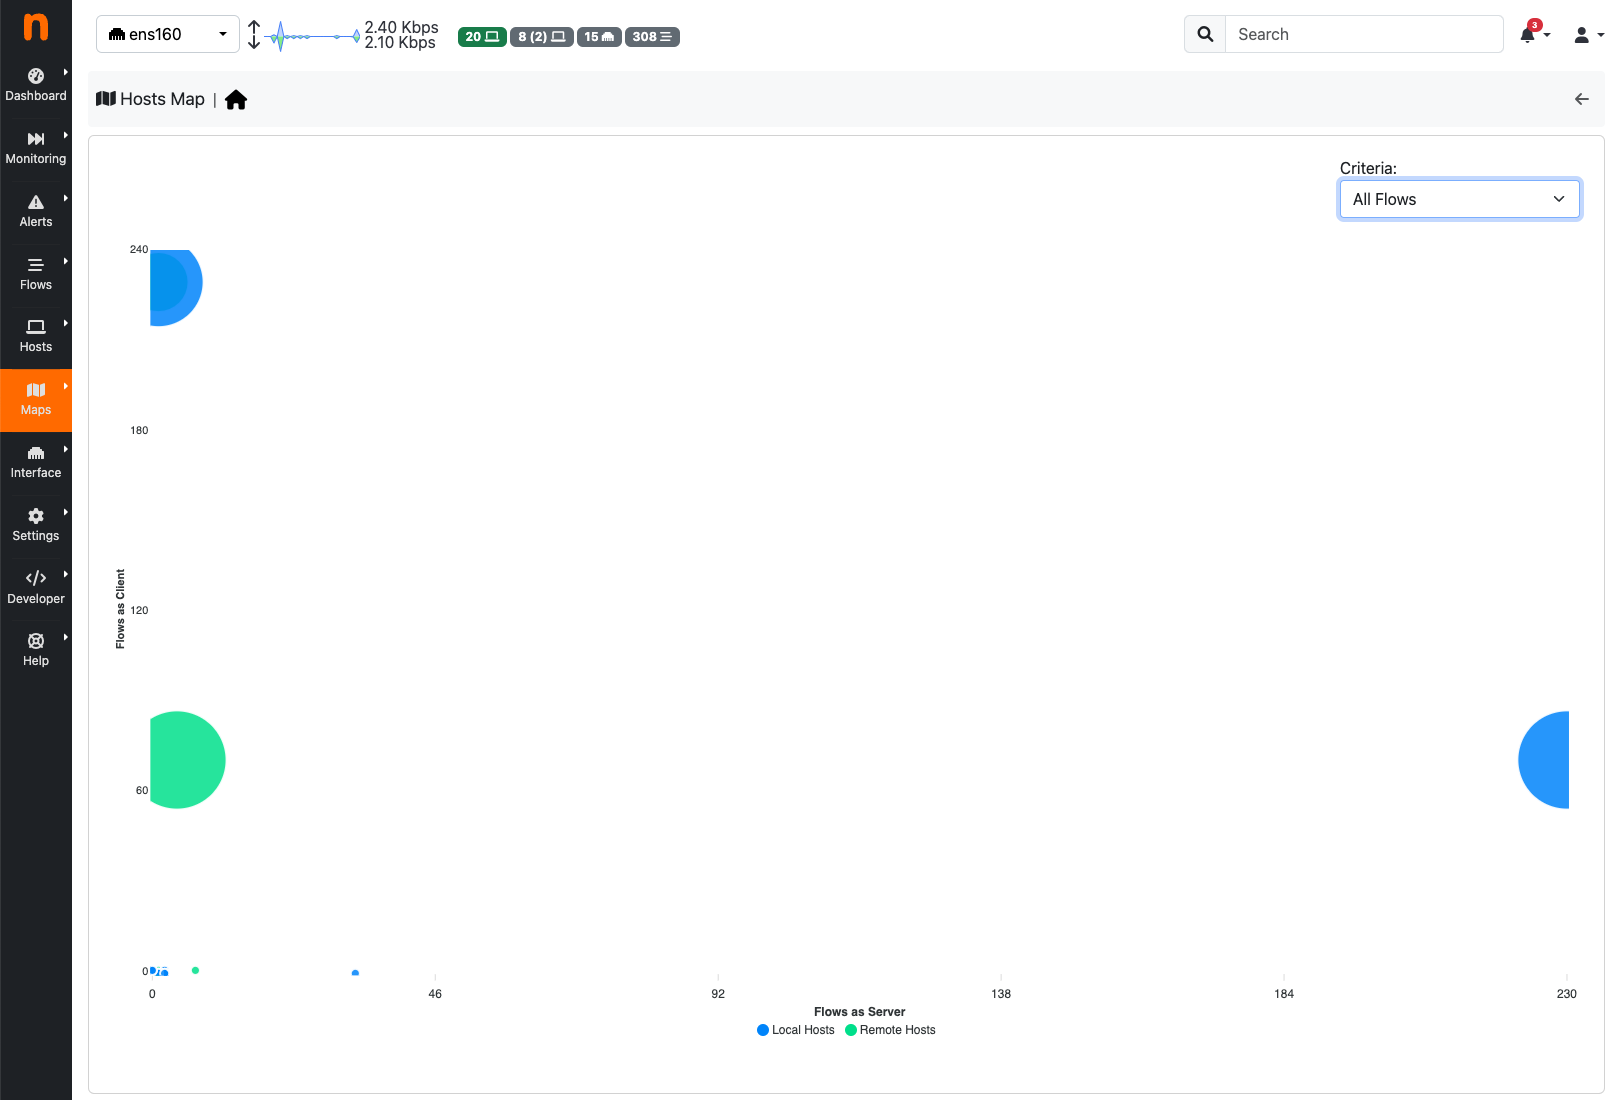 n
ens160
2.40 Kbps
2.10 Kbps
20
8 (2)
15
308
Search
3
Dashboard
Monitoring
Alerts
Flows
Hosts
Maps
Interface
Settings
Developer
Help
Hosts Map |
Criteria:
All Flows
240
180
120
60
0
Flows as Client
0
46
92
138
184
230
Flows as Server
Local Hosts
Remote Hosts